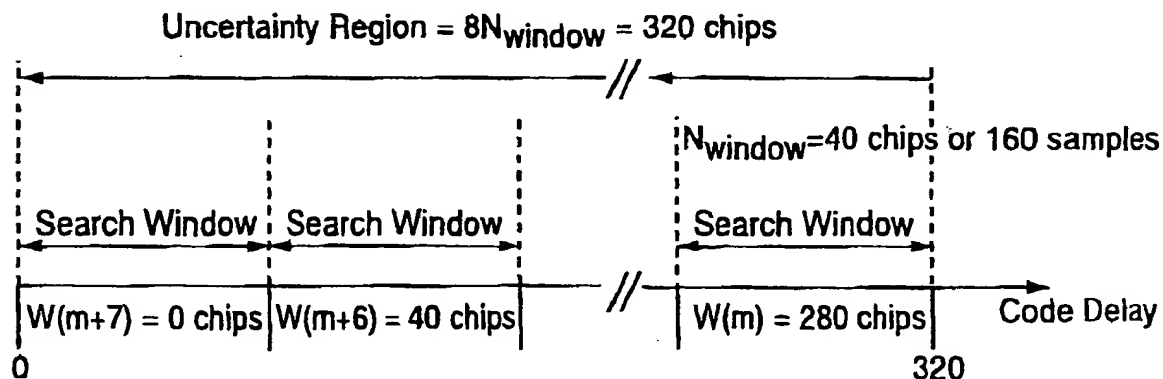 Uncertainty Region = 8Nwindow = 320 chips
Nwindow=40 chips or 160 samples
Search Window Search Window Search Window
W(m+7) = 0 chips W(m+6) = 40 chips W(m) = 280 chips Code Delay
0 320